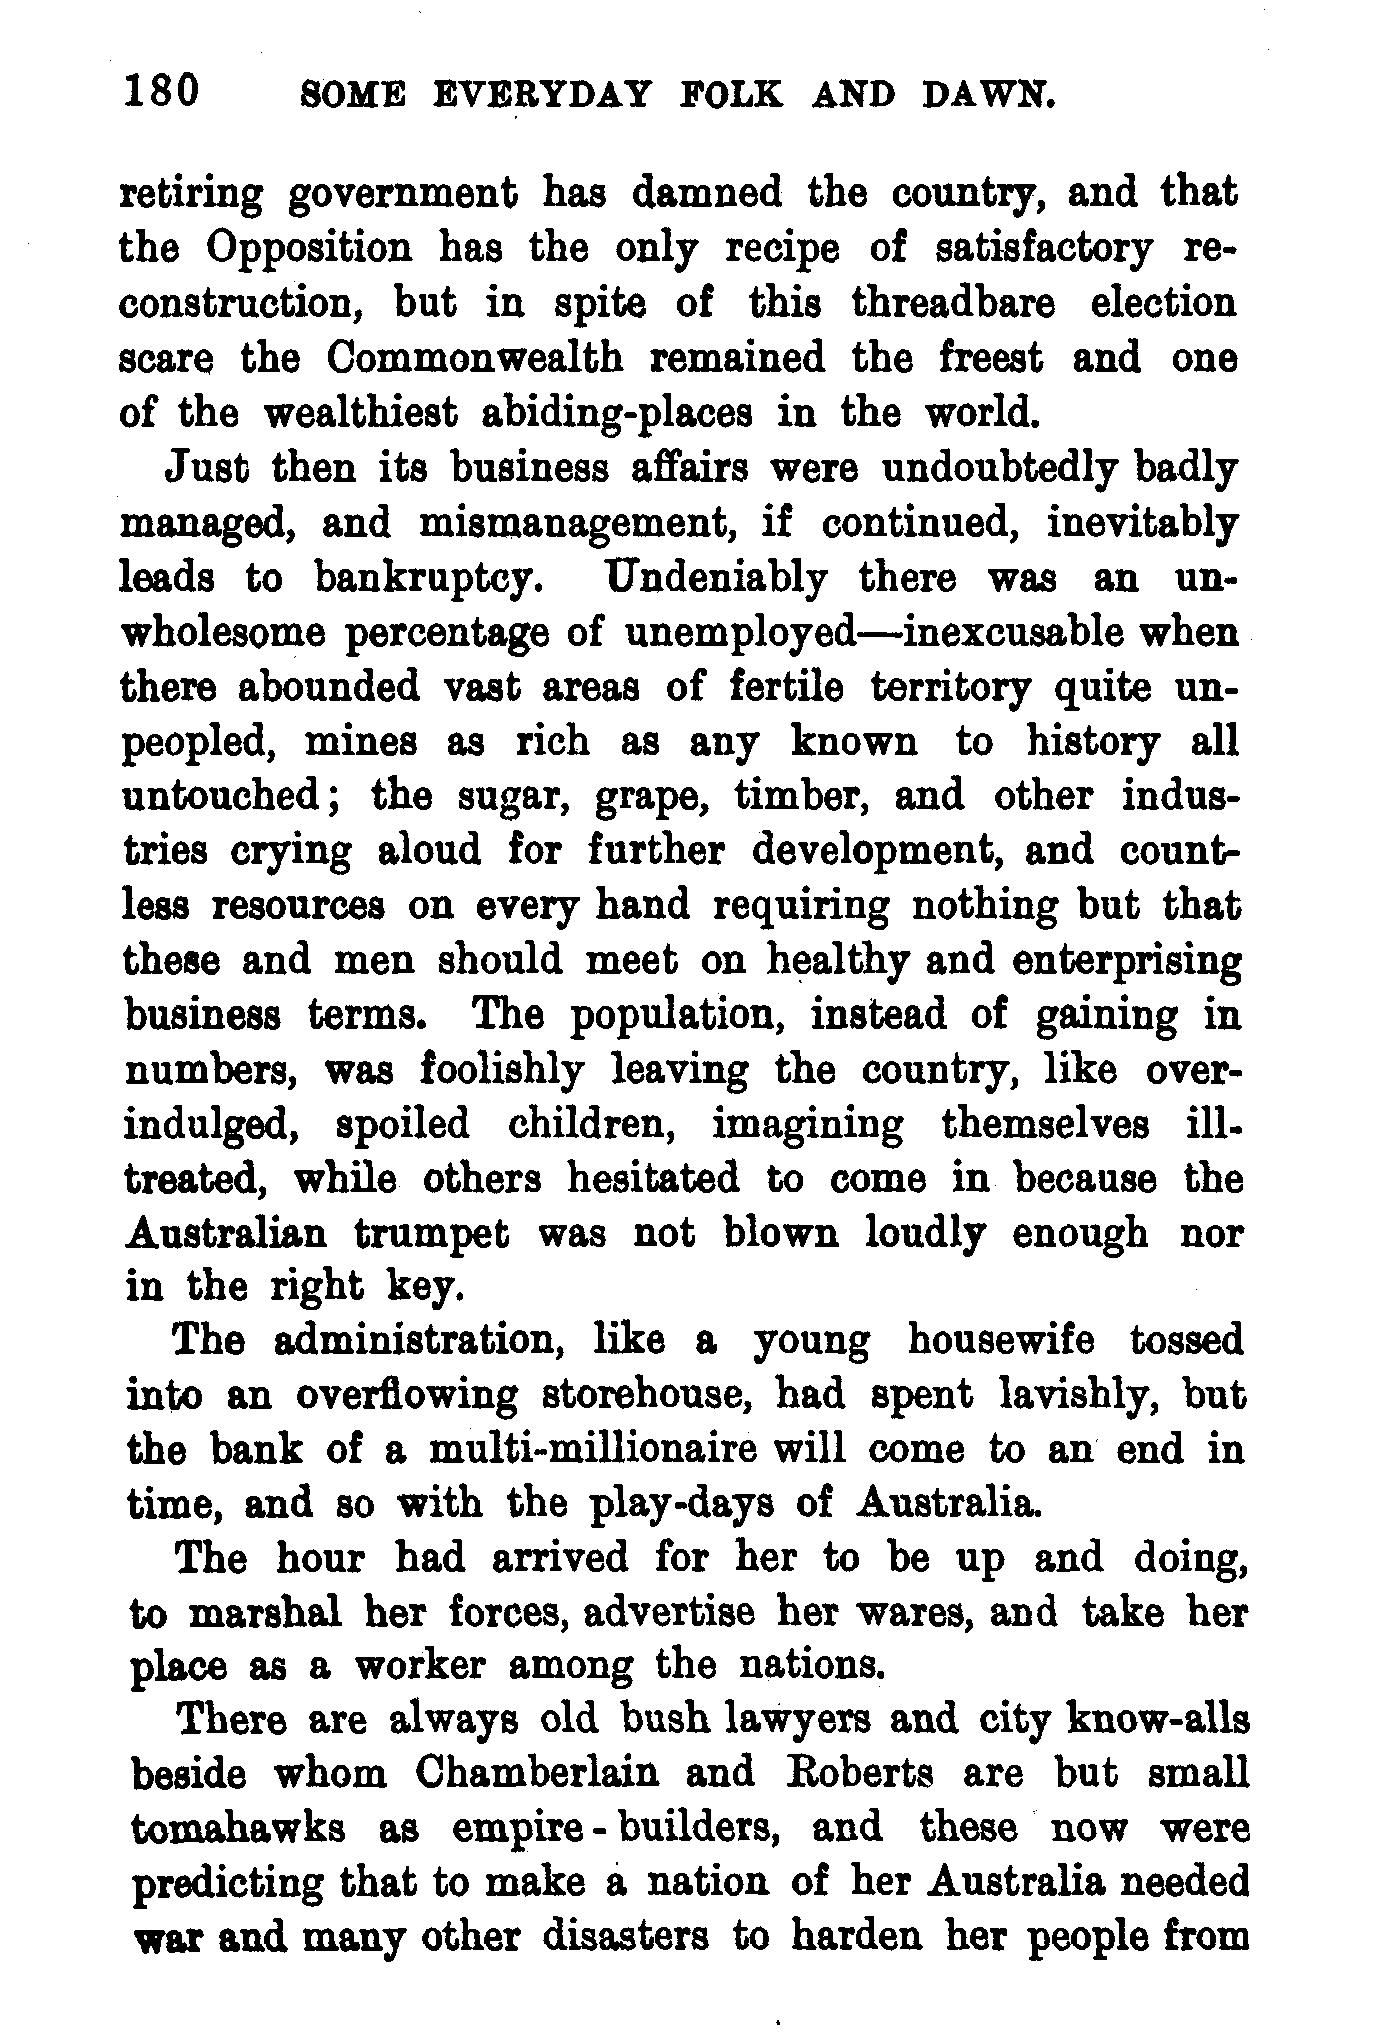 180 SOME EVERYDAY FOLK AND DAWN.
retiring government has damned the country, and that
the Opposition has the only recipe of satisfactory re-
construction, but in spite of this threadbare election
scare the Commonwealth remained the freest and one
of the wealthiest abiding-places in the world.
Just then its business affairs were undoubtedly badly
managed, and mismanagement, if continued, inevitably
leads to bankruptcy. Undeniably there was an un-
wholesome percentage of unemployed—inexcusable when
there abounded vast areas of fertile territory quite un-
peopled, mines as rich as any known to history all
untouched; the sugar, grape, timber, and other indus-
tries crying aloud for further development, and count-
less resources on every hand requiring nothing but that
these and men should meet on healthy and enterprising
business terms. The population, instead of gaining in
numbers, was foolishly leaving the country, like over-
indulged, spoiled children, imagining themselves ill-
treated, while others hesitated to come in because the
Australian trumpet was not blown loudly enough nor
in the right key.
The administration, like a young housewife tossed
into an overflowing storehouse, had spent lavishly, but
the bank of a multi-millionaire will come to an end in
time, and so with the play-days of Australia.
The hour had arrived for her to be up and doing,
to marshal her forces, advertise her wares, and take her
place as a worker among the nations.
There are always old bush lawyers and city know-alls
beside whom Chamberlain and Roberts are but small
tomahawks as empire-builders, and these now were
predicting that to make a nation of her Australia needed
war and many other disasters to harden her people from